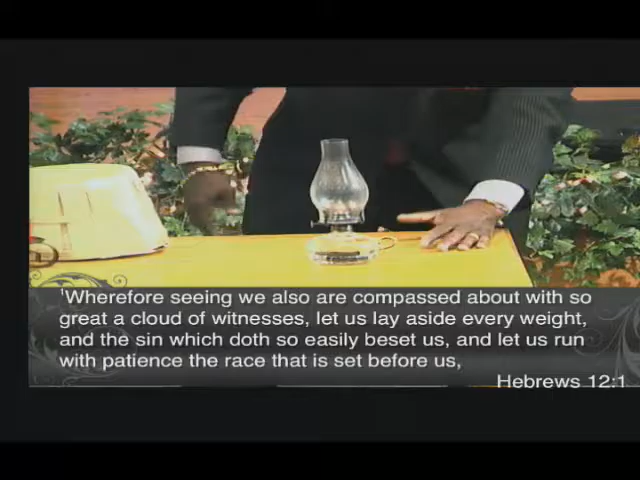 ¹Wherefore seeing we also are compassed about with so
great a cloud of witnesses, let us lay aside every weight,
and the sin which doth so easily beset us, and let us run
with patience the race that is set before us,
Hebrews 12:1